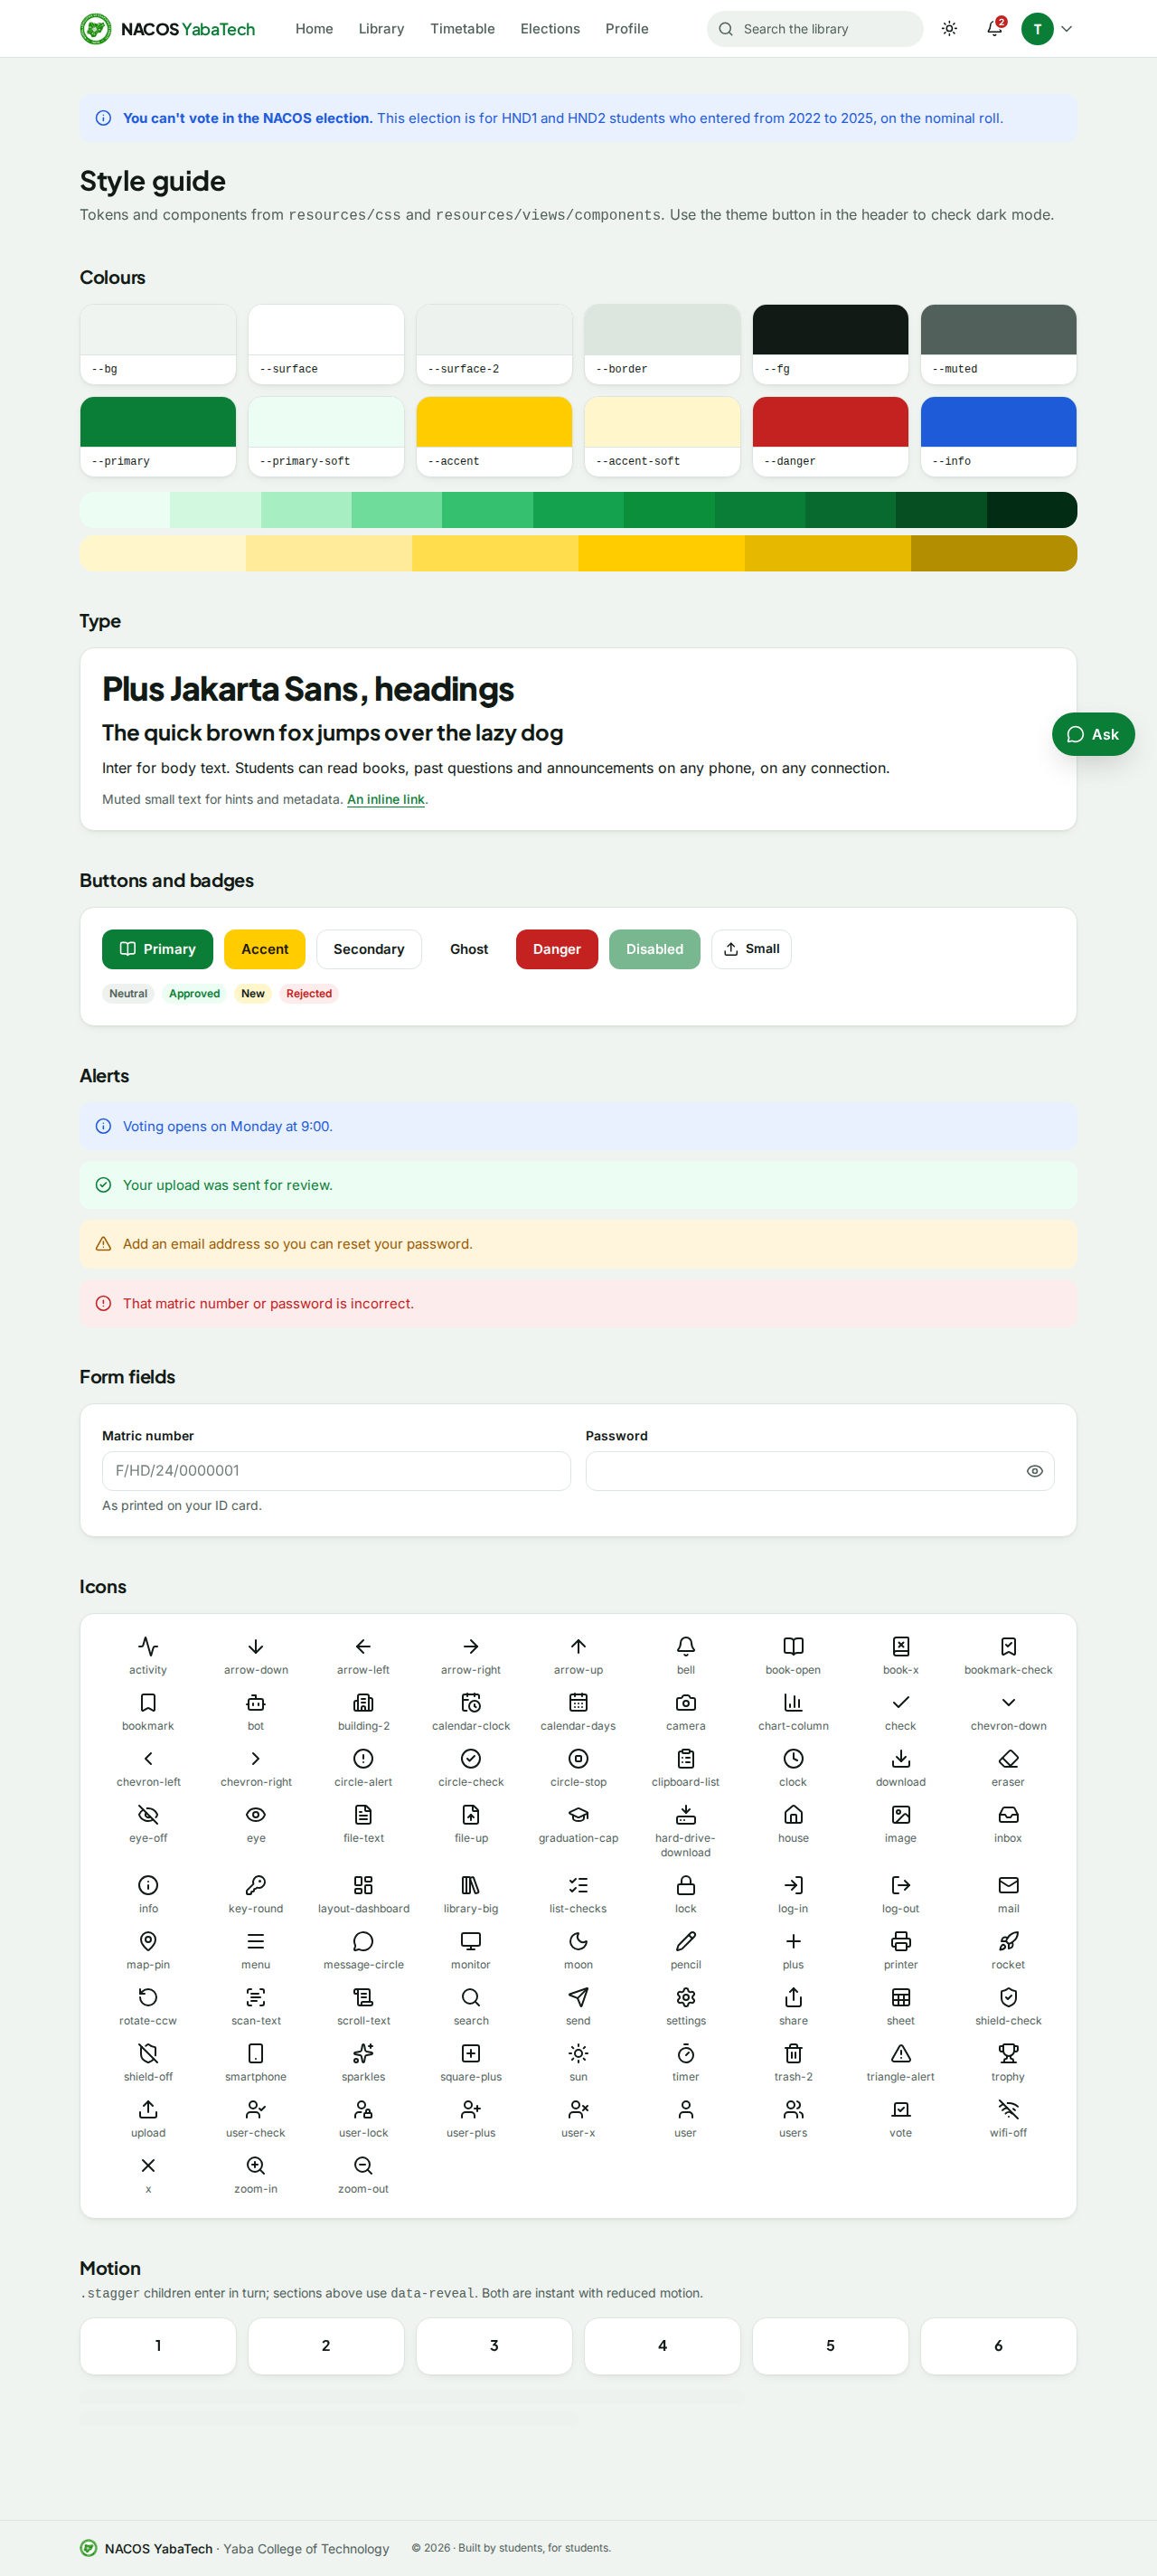 NACOS YabaTech
Home Library Timetable Elections Profile
Search the library
2
T
You can't vote in the NACOS election. This election is for HND1 and HND2 students who entered from 2022 to 2025, on the nominal roll.
Style guide
Tokens and components from resources/css and resources/views/components. Use the theme button in the header to check dark mode.
Colours
--bg --surface --surface-2 --border --fg --muted
--primary --primary-soft --accent --accent-soft --danger --info
Type
Plus Jakarta Sans, headings
The quick brown fox jumps over the lazy dog
Ask
Inter for body text. Students can read books, past questions and announcements on any phone, on any connection.
Muted small text for hints and metadata. An inline link.
Buttons and badges
Primary Accent Secondary Ghost Danger Disabled Small
Neutral Approved New Rejected
Alerts
Voting opens on Monday at 9:00.
Your upload was sent for review.
Add an email address so you can reset your password.
That matric number or password is incorrect.
Form fields
Matric number Password
F/HD/24/0000001
As printed on your ID card.
Icons
activity arrow-down arrow-left arrow-right arrow-up bell book-open book-x bookmark-check
bookmark bot building-2 calendar-clock calendar-days camera chart-column check chevron-down
chevron-left chevron-right circle-alert circle-check circle-stop clipboard-list clock download eraser
eye-off eye file-text file-up graduation-cap hard-drive-download house image inbox
info key-round layout-dashboard library-big list-checks lock log-in log-out mail
map-pin menu message-circle monitor moon pencil plus printer rocket
rotate-ccw scan-text scroll-text search send settings share sheet shield-check
shield-off smartphone sparkles square-plus sun timer trash-2 triangle-alert trophy
upload user-check user-lock user-plus user-x user users vote wifi-off
x zoom-in zoom-out
Motion
.stagger children enter in turn; sections above use data-reveal. Both are instant with reduced motion.
1 2 3 4 5 6
NACOS YabaTech · Yaba College of Technology © 2026 · Built by students, for students.